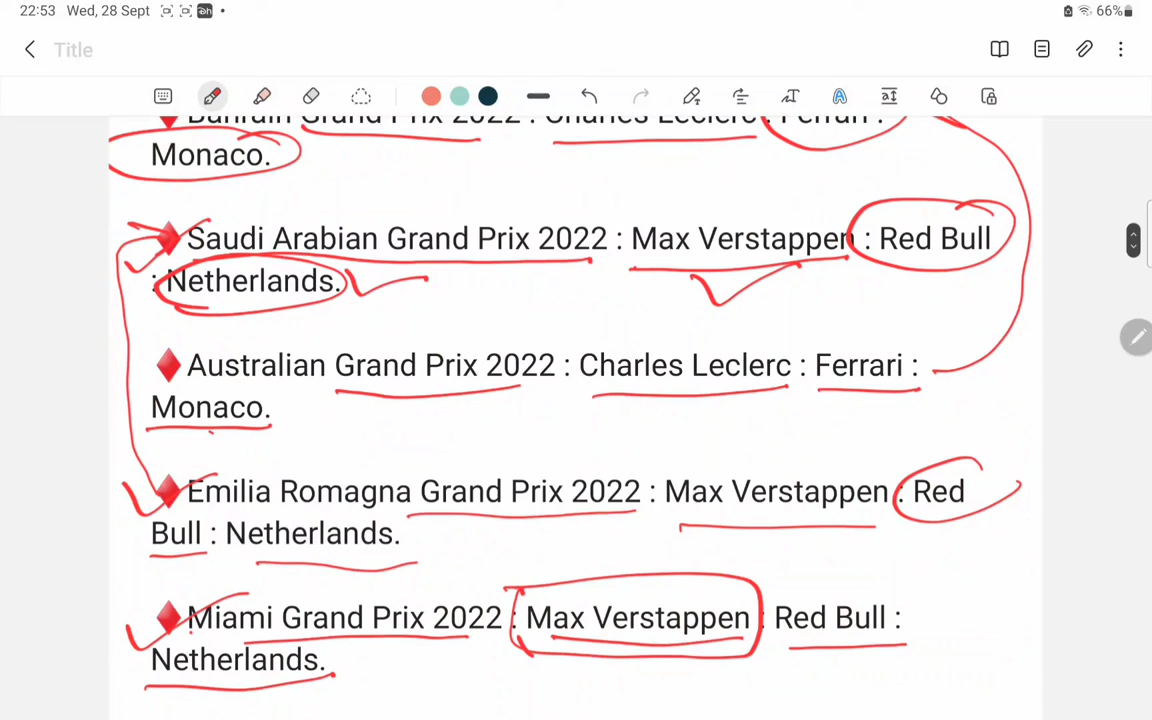 22:53 Wed, 28 Sept 66%
Title
Bahrain Grand Prix 2022 : Charles Leclerc : Ferrari :
Monaco.
Saudi Arabian Grand Prix 2022 : Max Verstappen : Red Bull
: Netherlands.
Australian Grand Prix 2022 : Charles Leclerc : Ferrari :
Monaco.
Emilia Romagna Grand Prix 2022 : Max Verstappen : Red
Bull : Netherlands.
Miami Grand Prix 2022 : Max Verstappen : Red Bull :
Netherlands.